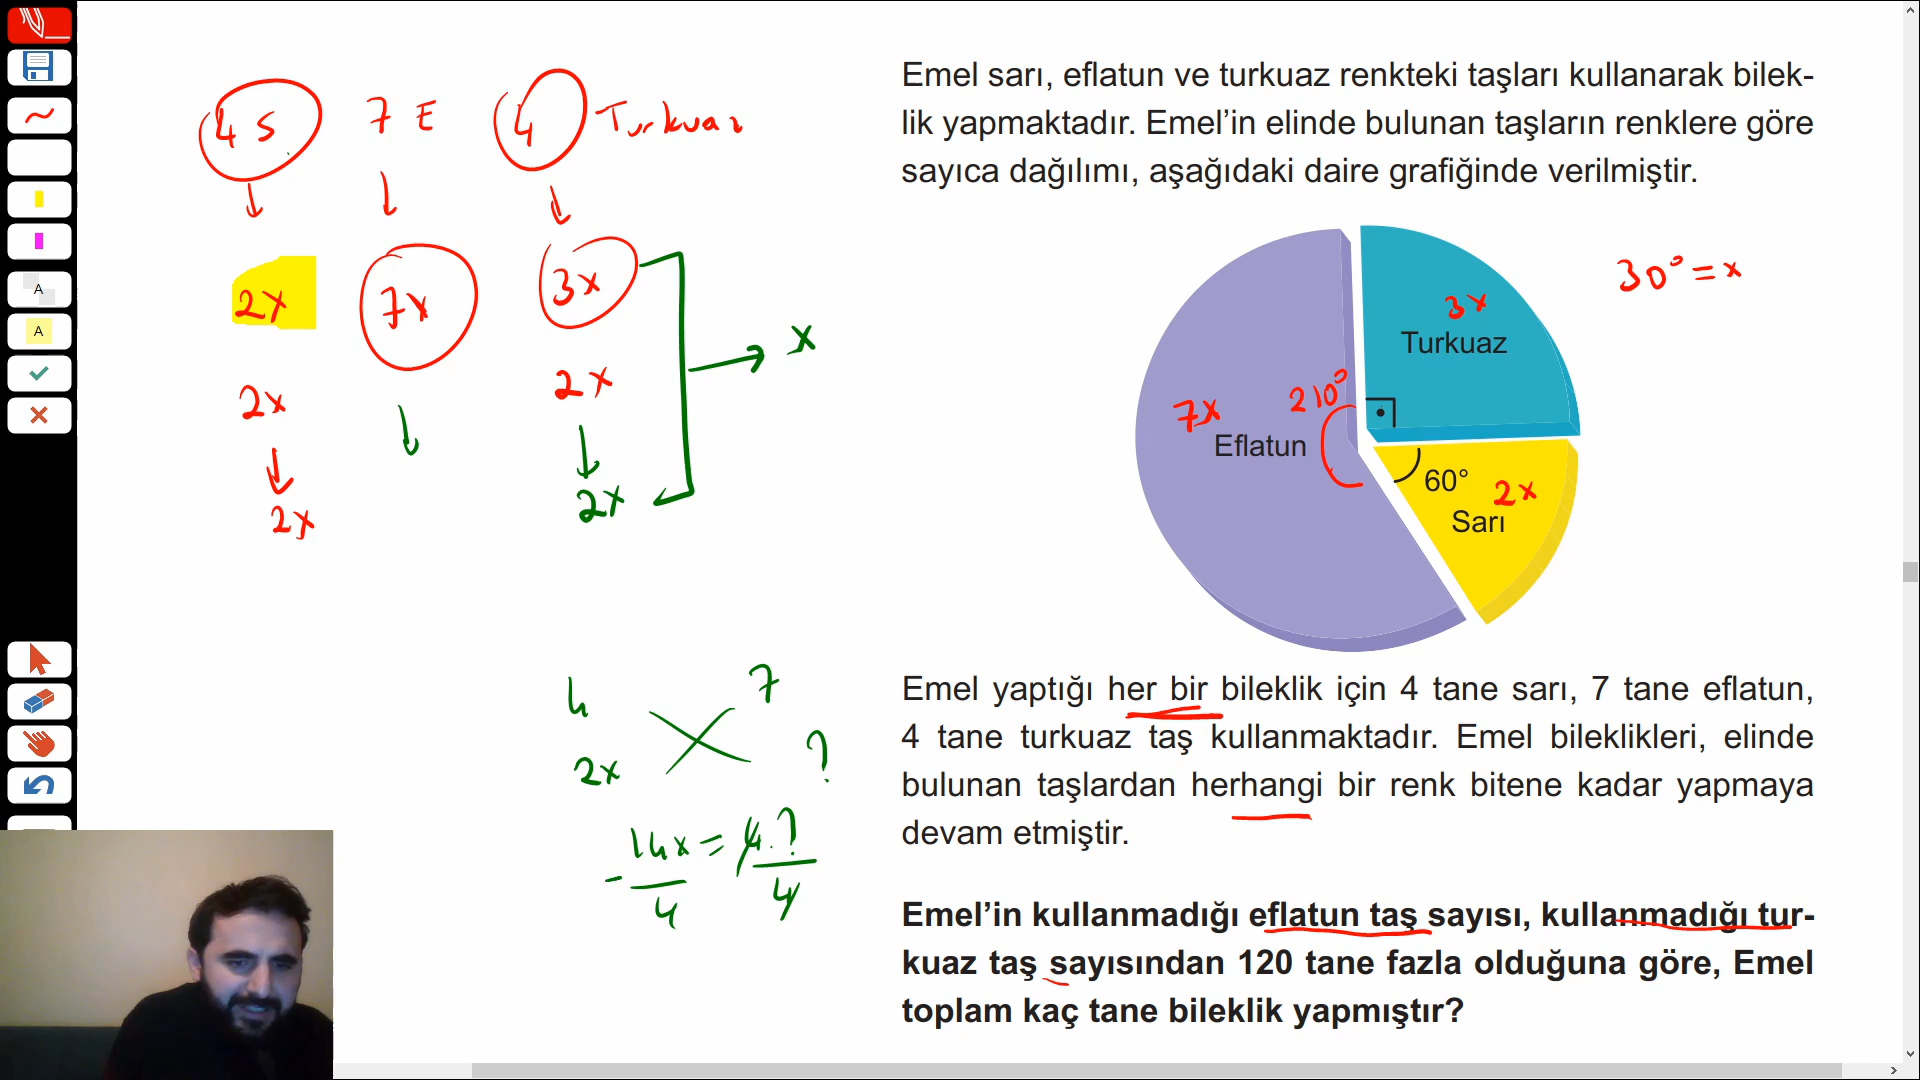 4 S 7 E 4 Turkuaz
2x 7x 3x
x
2x 2x
2x 2x
4 7
2x ?
14x = 4.?
4 4
Emel sarı, eflatun ve turkuaz renkteki taşları kullanarak bilek-
lik yapmaktadır. Emel’in elinde bulunan taşların renklere göre
sayıca dağılımı, aşağıdaki daire grafiğinde verilmiştir.
30° = x
3x
Turkuaz
210°
7x
Eflatun
60°
2x
Sarı
Emel yaptığı her bir bileklik için 4 tane sarı, 7 tane eflatun,
4 tane turkuaz taş kullanmaktadır. Emel bileklikleri, elinde
bulunan taşlardan herhangi bir renk bitene kadar yapmaya
devam etmiştir.
Emel’in kullanmadığı eflatun taş sayısı, kullanmadığı tur-
kuaz taş sayısından 120 tane fazla olduğuna göre, Emel
toplam kaç tane bileklik yapmıştır?
A
A